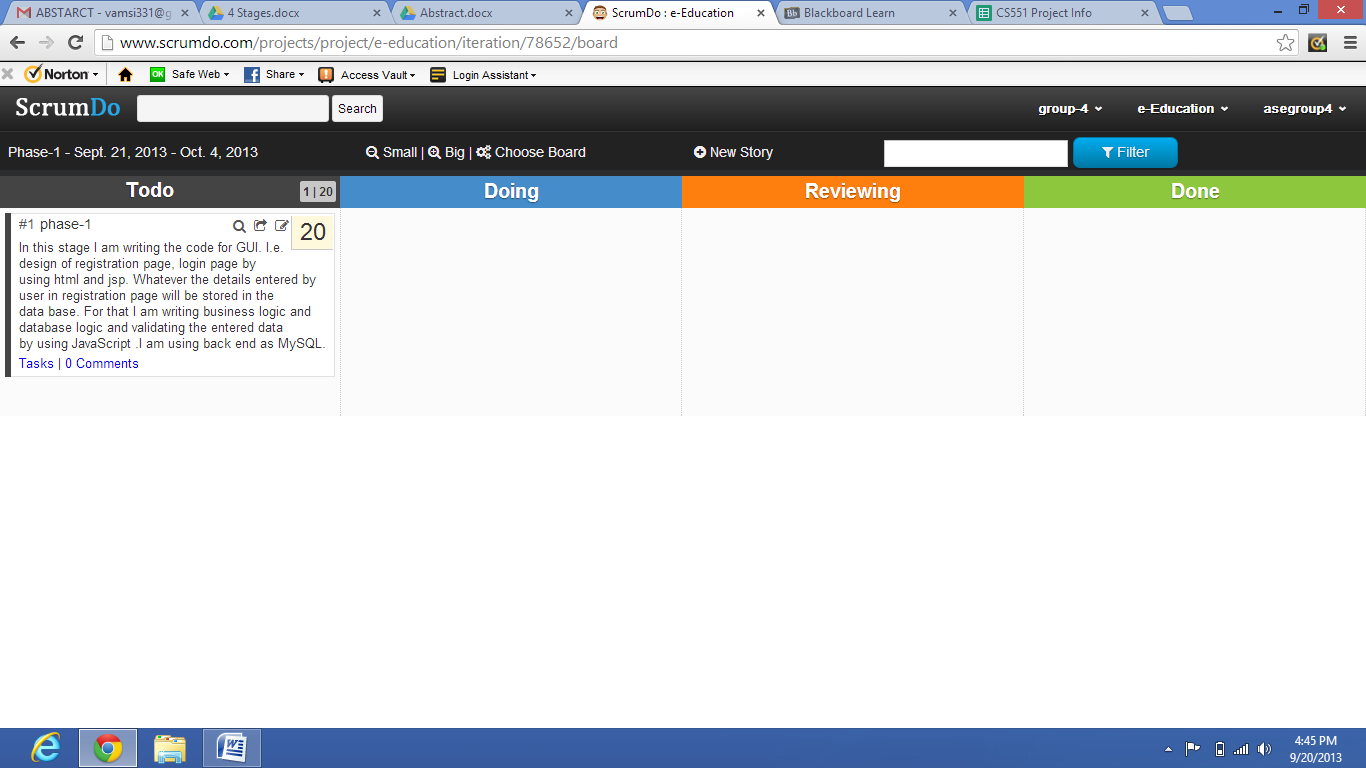 ABSTARCT - vamsi331@g
4 Stages.docx
Abstract.docx
ScrumDo : e-Education
Blackboard Learn
CS551 Project Info
www.scrumdo.com/projects/project/e-education/iteration/78652/board
Norton
OK Safe Web
Share
Access Vault
Login Assistant
ScrumDo
Search
group-4
e-Education
asegroup4
Phase-1 - Sept. 21, 2013 - Oct. 4, 2013
Small | Big | Choose Board
New Story
Filter
Todo
1 | 20
Doing
Reviewing
Done
#1 phase-1
20
In this stage I am writing the code for GUI. I.e.
design of registration page, login page by
using html and jsp. Whatever the details entered by
user in registration page will be stored in the
data base. For that I am writing business logic and
database logic and validating the entered data
by using JavaScript .I am using back end as MySQL.
Tasks | 0 Comments
4:45 PM
9/20/2013